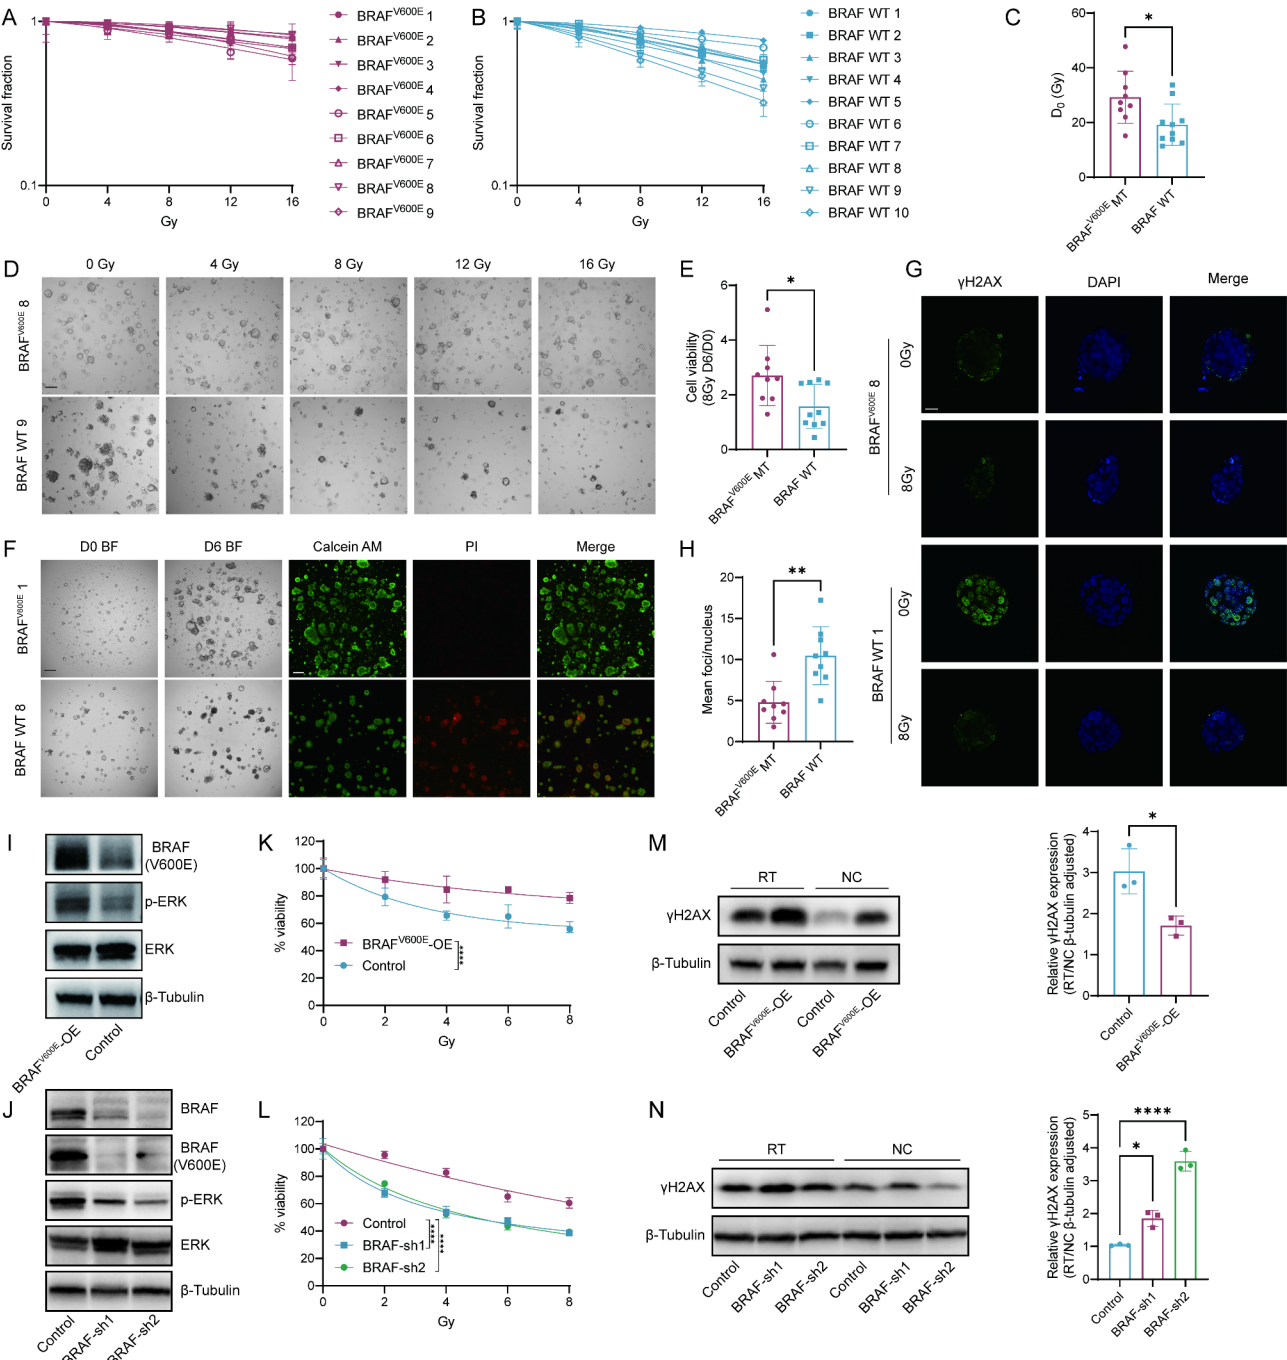 A
Survival fraction
1
0.1
0 4 8 12 16
Gy
BRAFV600E 1
BRAFV600E 2
BRAFV600E 3
BRAFV600E 4
BRAFV600E 5
BRAFV600E 6
BRAFV600E 7
BRAFV600E 8
BRAFV600E 9
B
Survival fraction
1
0.1
0 4 8 12 16
Gy
BRAF WT 1
BRAF WT 2
BRAF WT 3
BRAF WT 4
BRAF WT 5
BRAF WT 6
BRAF WT 7
BRAF WT 8
BRAF WT 9
BRAF WT 10
C
D0 (Gy)
60
40
20
0
*
BRAFV600E MT
BRAF WT
D
0 Gy 4 Gy 8 Gy 12 Gy 16 Gy
BRAFV600E 8
BRAF WT 9
E
Cell viability
(8Gy D6/D0)
6
4
2
0
*
BRAFV600E MT
BRAF WT
F
D0 BF D6 BF Calcein AM PI Merge
BRAFV600E 1
BRAF WT 8
G
γH2AX DAPI Merge
BRAFV600E 8
0Gy
8Gy
BRAF WT 1
0Gy
8Gy
H
Mean foci/nucleus
20
15
10
5
0
**
BRAFV600E MT
BRAF WT
I
BRAF
(V600E)
p-ERK
ERK
β-Tubulin
BRAFV600E-OE
Control
J
BRAF
BRAF
(V600E)
p-ERK
ERK
β-Tubulin
Control
BRAF-sh1
BRAF-sh2
K
% viability
120
100
80
60
40
20
0
0 2 4 6 8
Gy
BRAFV600E-OE
Control
****
L
% viability
120
100
80
60
40
20
0
0 2 4 6 8
Gy
Control
BRAF-sh1
BRAF-sh2
****
****
M
RT NC
γH2AX
β-Tubulin
Control
BRAFV600E-OE
Control
BRAFV600E-OE
Relative γH2AX expression
(RT/NC β-tubulin adjusted)
4
3
2
1
0
*
Control
BRAFV600E-OE
N
RT NC
γH2AX
β-Tubulin
Control
BRAF-sh1
BRAF-sh2
Control
BRAF-sh1
BRAF-sh2
Relative γH2AX expression
(RT/NC β-tubulin adjusted)
5
4
3
2
1
0
****
*
Control
BRAF-sh1
BRAF-sh2